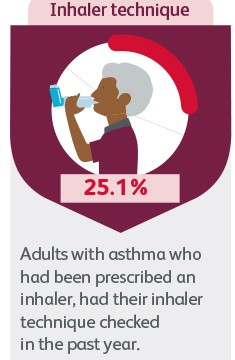 Inhaler technique
25.1%
Adults with asthma who
had been prescribed an
inhaler, had their inhaler
technique checked
in the past year.